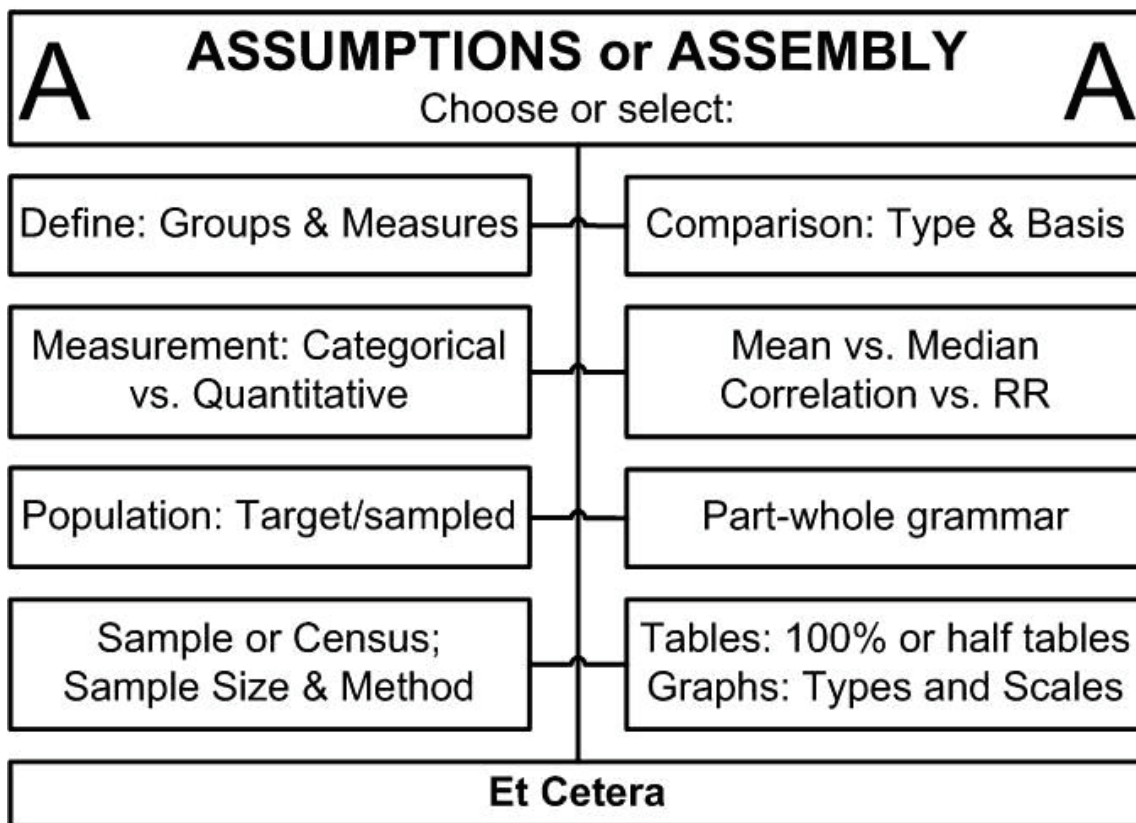 A ASSUMPTIONS or ASSEMBLY A
Choose or select:
Define: Groups & Measures
Comparison: Type & Basis
Measurement: Categorical
vs. Quantitative
Mean vs. Median
Correlation vs. RR
Population: Target/sampled
Part-whole grammar
Sample or Census;
Sample Size & Method
Tables: 100% or half tables
Graphs: Types and Scales
Et Cetera